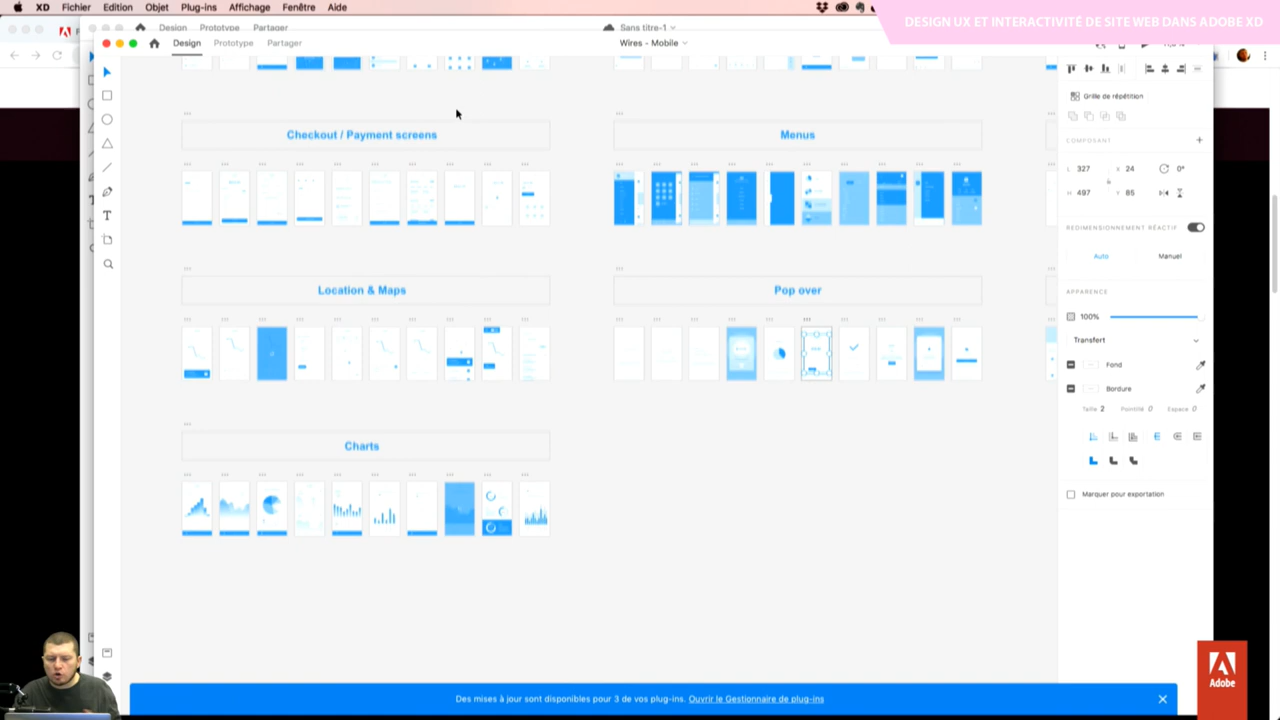 XD Fichier Edition Objet Plug-ins Affichage Fenêtre Aide
DESIGN UX ET INTERACTIVITÉ DE SITE WEB DANS ADOBE XD
Design Prototype Partager Sans titre-1
Design Prototype Partager Wires - Mobile
Grille de répétition
Checkout / Payment screens
Menus
COMPOSANT
L 327 X 24 0°
H 497 Y 85
REDIMENSIONNEMENT RÉACTIF
Auto Manuel
Location & Maps
Pop over
APPARENCE
100%
Transfert
Fond
Bordure
Taille 2 Pointillé 0 Espace 0
Charts
Marquer pour exportation
Adobe
Des mises à jour sont disponibles pour 3 de vos plug-ins. Ouvrir le Gestionnaire de plug-ins